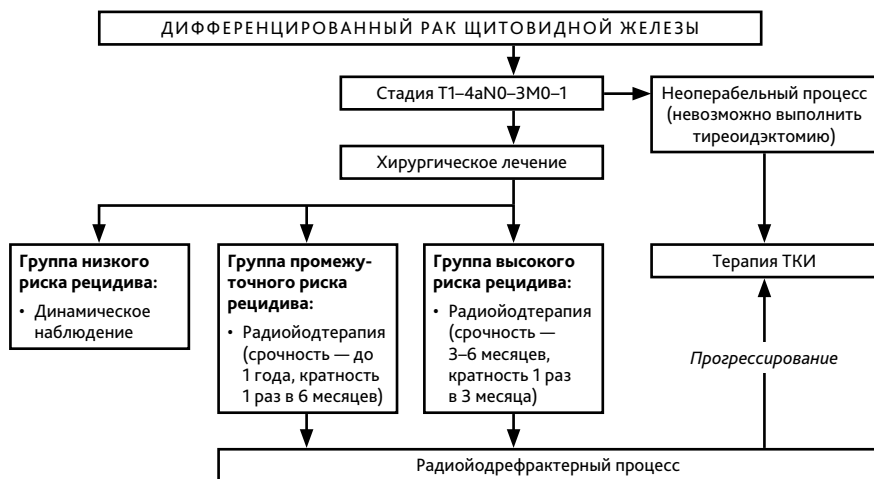 ДИФФЕРЕНЦИРОВАННЫЙ РАК ЩИТОВИДНОЙ ЖЕЛЕЗЫ
Стадия T1–4aN0–3M0–1
Неоперабельный процесс
(невозможно выполнить
тиреоидэктомию)
Хирургическое лечение
Группа низкого
риска рецидива:
• Динамическое
наблюдение
Группа промежу-
точного риска
рецидива:
• Радиойодтерапия
(срочность — до
1 года, кратность
1 раз в 6 месяцев)
Группа высокого
риска рецидива:
• Радиойодтерапия
(срочность —
3–6 месяцев,
кратность 1 раз
в 3 месяца)
Терапия ТКИ
Прогрессирование
Радиойодрефрактерный процесс